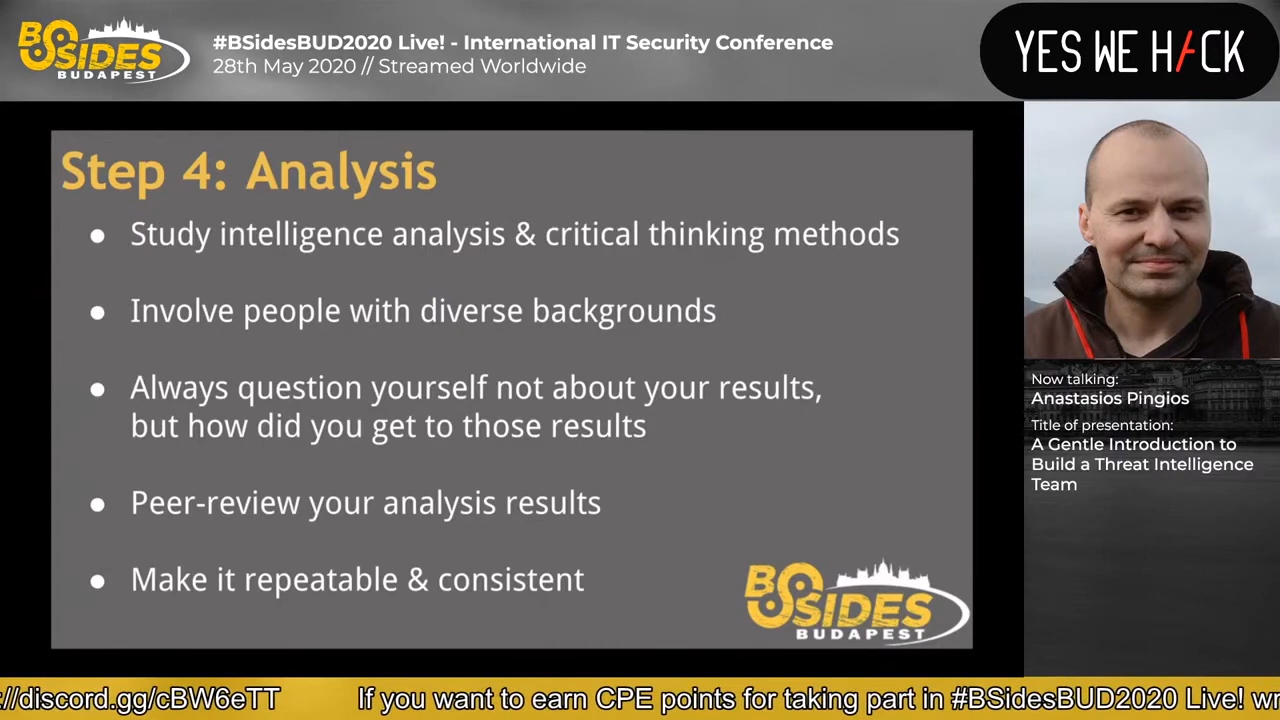 BSIDES
BUDAPEST
#BSidesBUD2020 Live! - International IT Security Conference
28th May 2020 // Streamed Worldwide
YES WE H/CK
Step 4: Analysis
● Study intelligence analysis & critical thinking methods
● Involve people with diverse backgrounds
● Always question yourself not about your results,
but how did you get to those results
● Peer-review your analysis results
● Make it repeatable & consistent
BSIDES
BUDAPEST
Now talking:
Anastasios Pingios
Title of presentation:
A Gentle Introduction to
Build a Threat Intelligence
Team
://discord.gg/cBW6eTT If you want to earn CPE points for taking part in #BSidesBUD2020 Live! wr